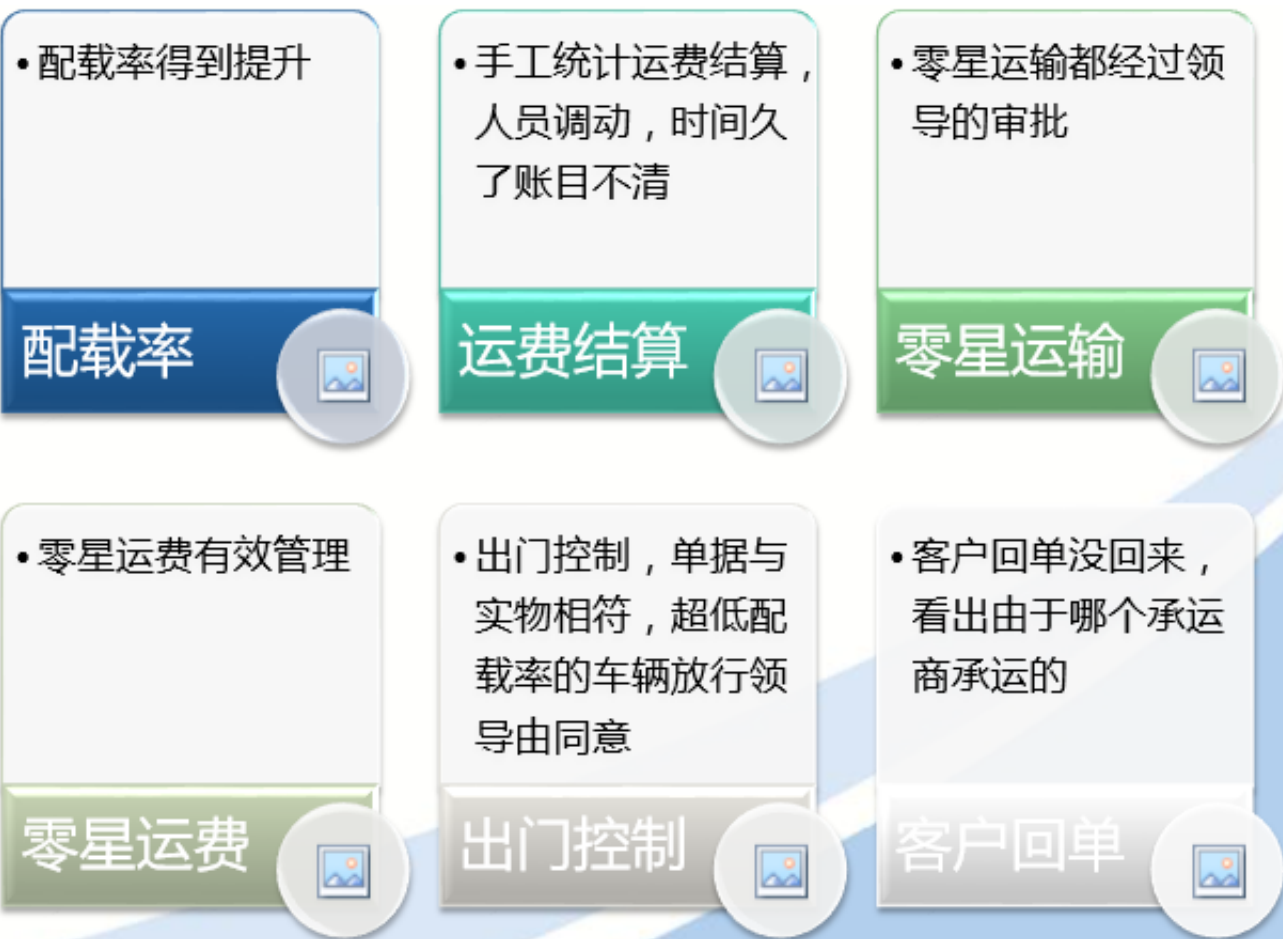 •配载率得到提升
配载率
•手工统计运费结算，
人员调动，时间久
了账目不清
运费结算
•零星运输都经过领
导的审批
零星运输
•零星运费有效管理
零星运费
•出门控制，单据与
实物相符，超低配
载率的车辆放行领
导由同意
出门控制
•客户回单没回来，
看出由于哪个承运
商承运的
客户回单